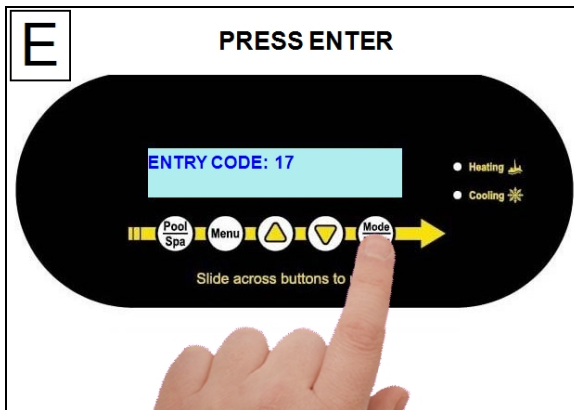 E
PRESS ENTER
ENTRY CODE: 17
Heating
Cooling
Pool
Spa
Menu
Mode
Slide across buttons to